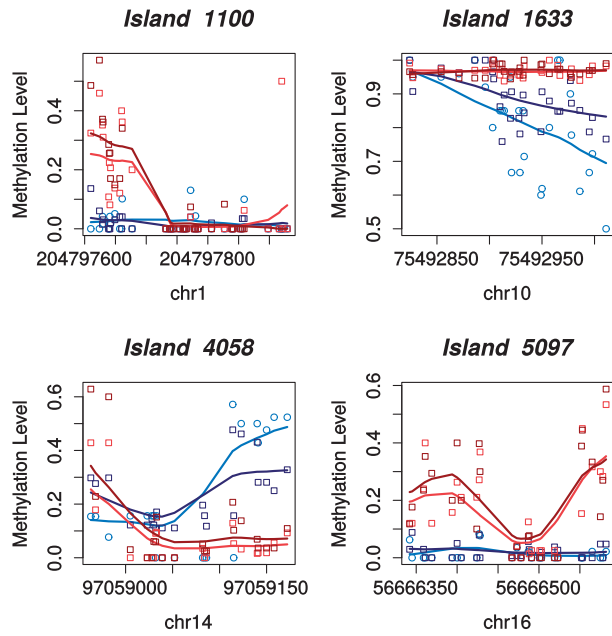 Island 1100
Methylation Level
0.0 0.2 0.4
204797600 204797800
chr1
Island 1633
Methylation Level
0.5 0.7 0.9
75492850 75492950
chr10
Island 4058
Methylation Level
0.0 0.2 0.4 0.6
97059000 97059150
chr14
Island 5097
Methylation Level
0.0 0.2 0.4 0.6
56666350 56666500
chr16